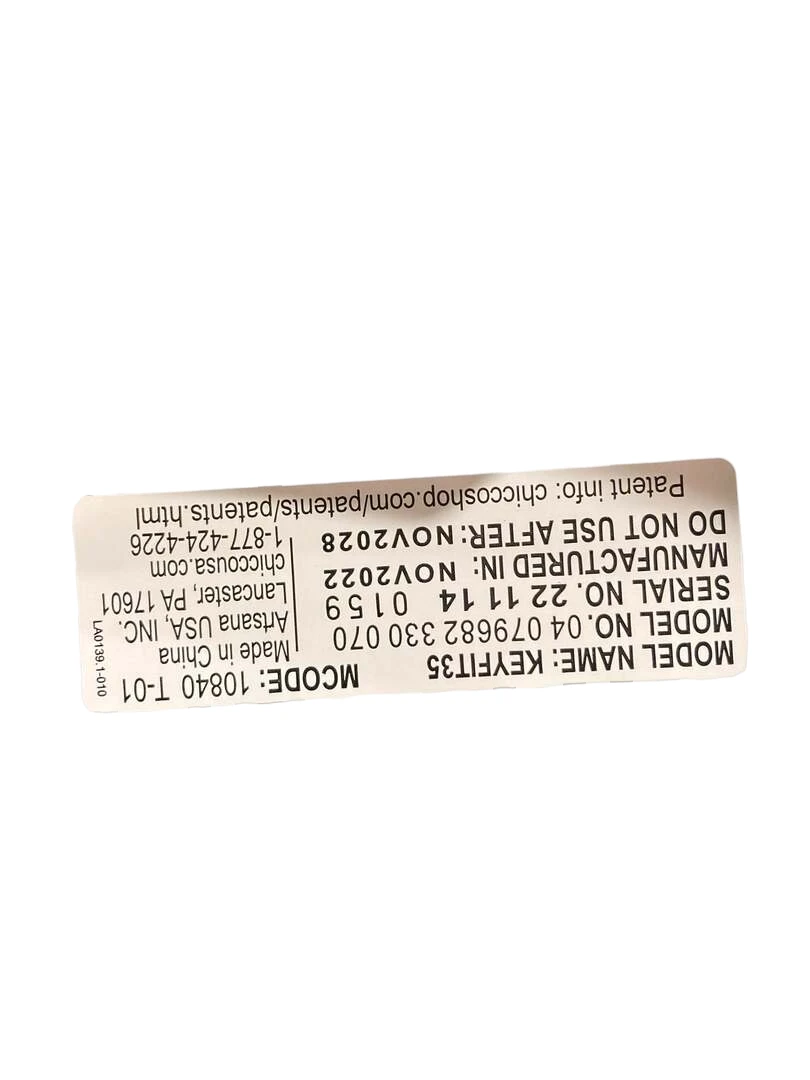 MODEL NAME: KEYFIT35 MCODE: 10840 T-01
MODEL NO. 04 079682 330 070
SERIAL NO. 22 11 14 0159
MANUFACTURED IN: NOV2022
DO NOT USE AFTER: NOV2028
Made in China
Artsana USA, INC.
Lancaster, PA 17601
chiccousa.com
1-877-424-4226
Patent info: chiccoshop.com/patents/patents.html
LA0139.1-010